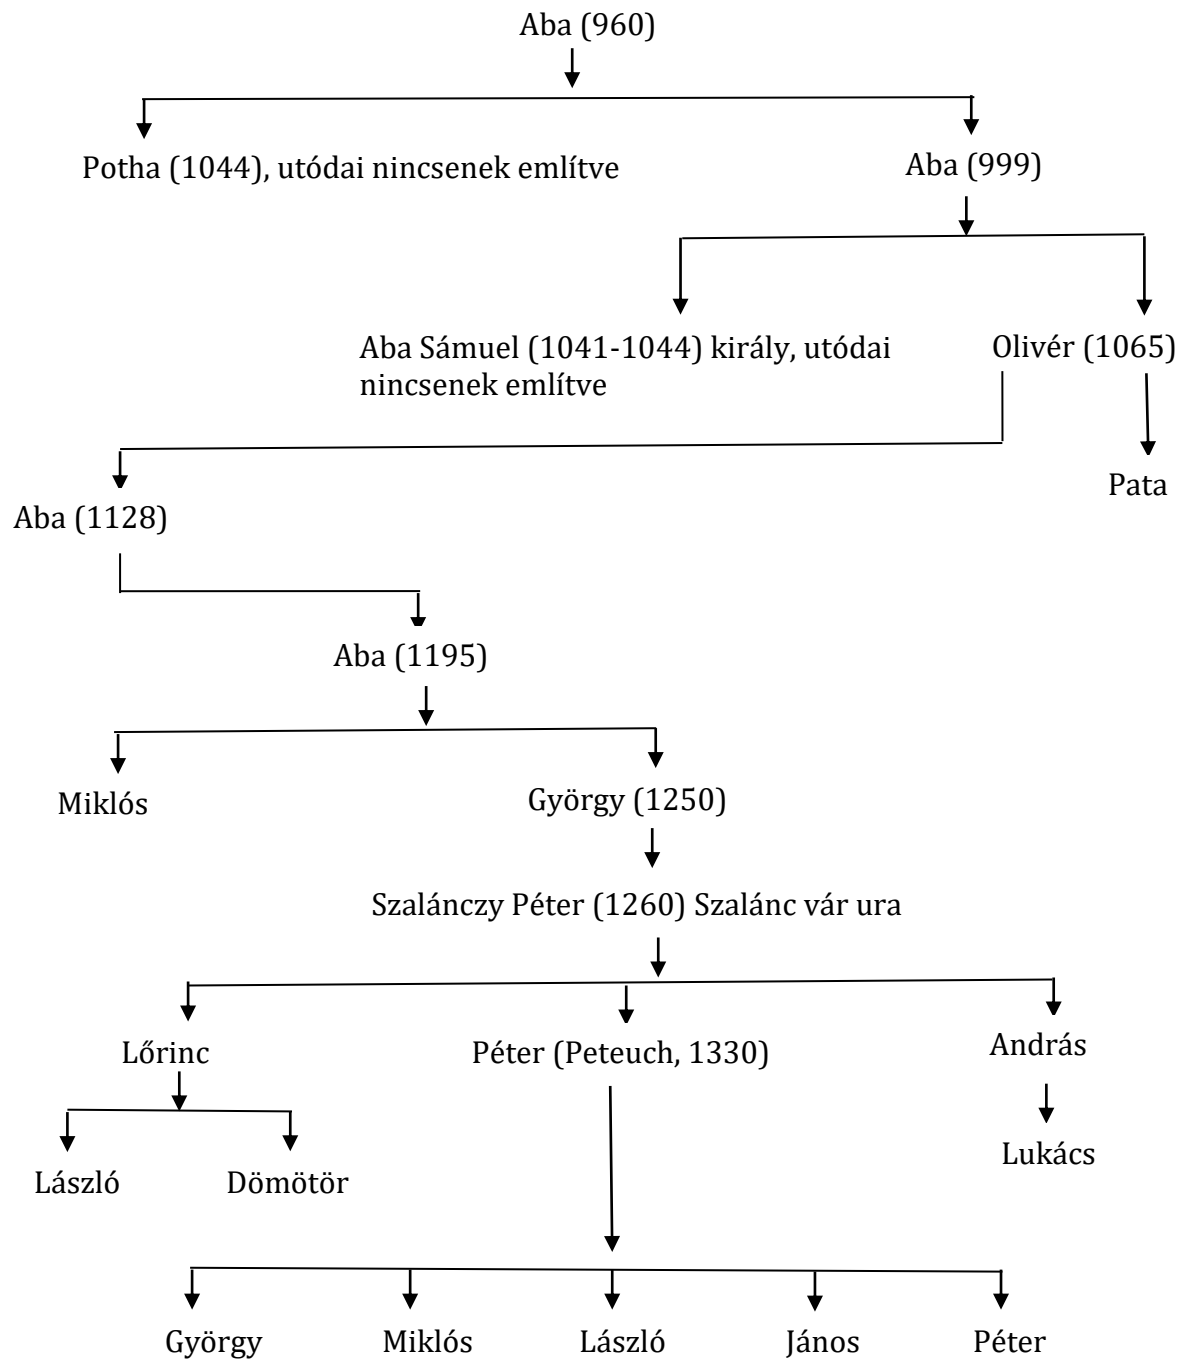 Aba (960)
Potha (1044), utódai nincsenek említve
Aba (999)
Aba Sámuel (1041-1044) király, utódai
nincsenek említve
Olivér (1065)
Pata
Aba (1128)
Aba (1195)
Miklós
György (1250)
Szalánczy Péter (1260) Szalánc vár ura
Lőrinc
Péter (Peteuch, 1330)
András
László
Dömötör
Lukács
György
Miklós
László
János
Péter